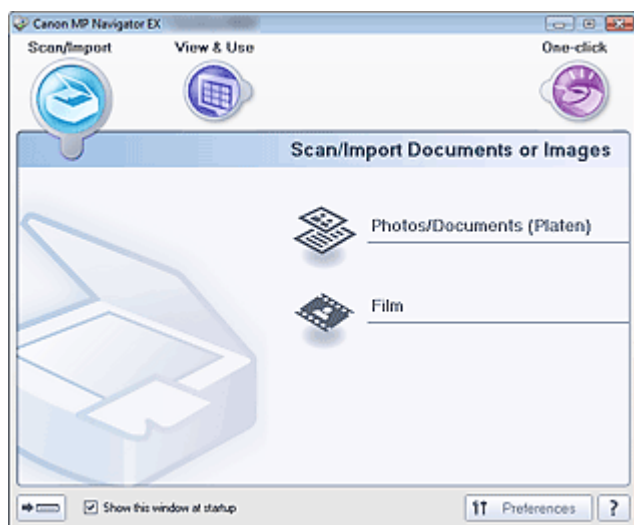 Canon MP Navigator EX
Scan/Import
View & Use
One-click
Scan/Import Documents or Images
Photos/Documents (Platen)
Film
Show this window at startup
Preferences
?